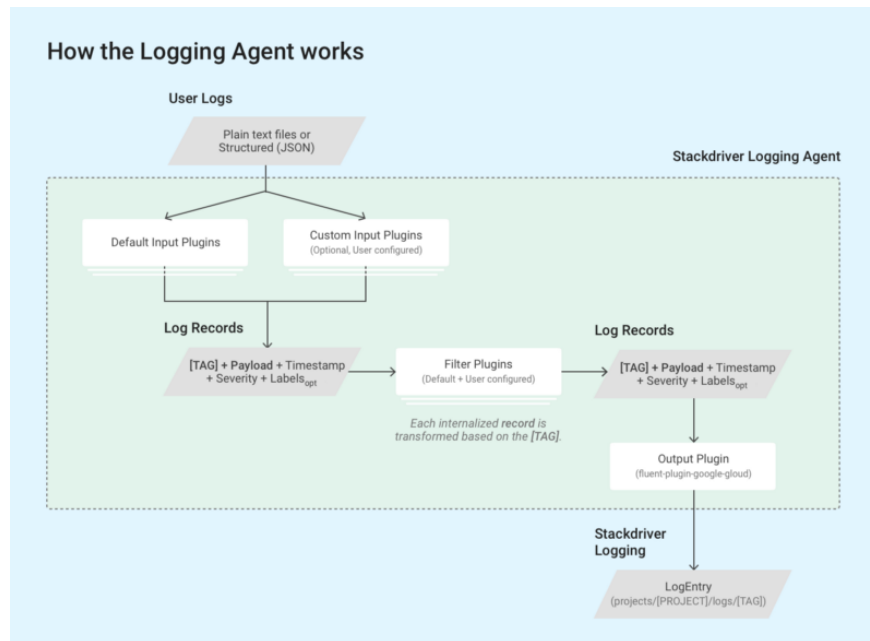 How the Logging Agent works
User Logs
Plain text files or
Structured (JSON)
Stackdriver Logging Agent
Default Input Plugins
Custom Input Plugins
(Optional, User configured)
Log Records
[TAG] + Payload + Timestamp
+ Severity + Labelsopt
Filter Plugins
(Default + User configured)
Each internalized record is
transformed based on the [TAG].
Log Records
[TAG] + Payload + Timestamp
+ Severity + Labelsopt
Output Plugin
(fluent-plugin-google-gloud)
Stackdriver
Logging
LogEntry
(projects/[PROJECT]/logs/[TAG])